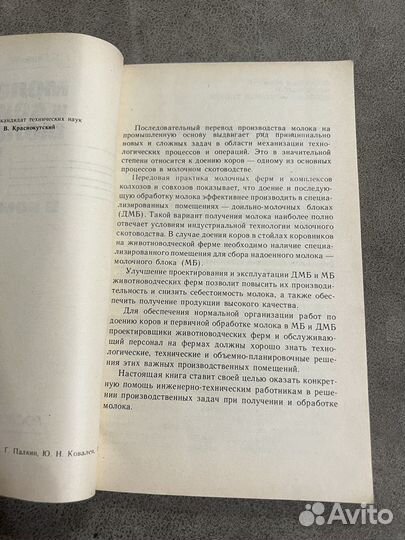 кандидат технических наук
В. Краснокутский
Г. Палкин, Ю. Н. Ковалев,
Последовательный перевод производства молока на
промышленную основу выдвигает ряд принципиально
новых и сложных задач в области механизации техно-
логических процессов и операций. Это в значительной
степени относится к доению коров — одному из основных
процессов в молочном скотоводстве.
Передовая практика молочных ферм и комплексов
колхозов и совхозов показывает, что доение и последую-
щую обработку молока эффективнее производить в специа-
лизированных помещениях — доильно-молочных блоках
(ДМБ). Такой вариант получения молока наиболее полно
отвечает условиям индустриальной технологии молочного
скотоводства. В случае доения коров в стойлах коровников
на животноводческой ферме необходимо наличие специа-
лизированного помещения для сбора надоенного молока —
молочного блока (МБ).
Улучшение проектирования и эксплуатации ДМБ и МБ
животноводческих ферм позволит повысить их производи-
тельность и снизить себестоимость молока, а также обес-
печить получение продукции высокого качества.
Для обеспечения нормальной организации работ по
доению коров и первичной обработке молока в МБ и ДМБ
проектировщики животноводческих ферм и обслуживаю-
щий персонал на фермах должны хорошо знать техно-
логические, технические и объемно-планировочные реше-
ния этих важных производственных помещений.
Настоящая книга ставит своей целью оказать конкрет-
ную помощь инженерно-техническим работникам в реше-
нии производственных задач при получении и обработке
молока.
Avito